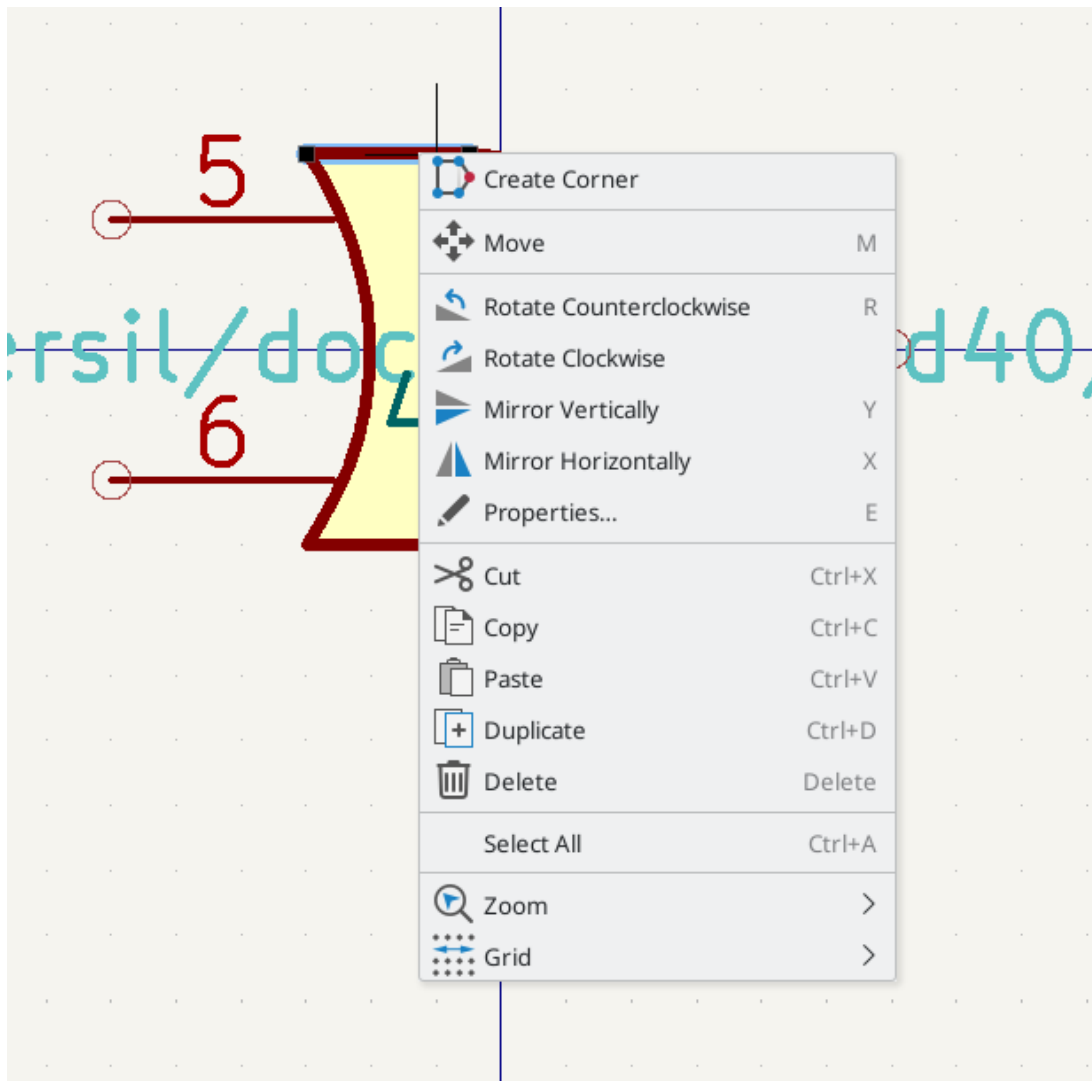 5
Create Corner
Move M
Rotate Counterclockwise R
ersil/doc d40/
Rotate Clockwise
6
Mirror Vertically Y
Mirror Horizontally X
Properties... E
Cut Ctrl+X
Copy Ctrl+C
Paste Ctrl+V
Duplicate Ctrl+D
Delete Delete
Select All Ctrl+A
Zoom
Grid